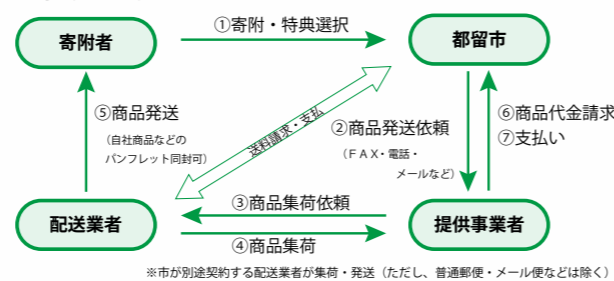 ①寄附・特典選択
寄附者
都留市
⑤商品発送
（自社商品などの
パンフレット同封可）
送料請求・支払
②商品発送依頼
（ＦＡＸ・電話・
メールなど）
⑥商品代金請求
⑦支払い
③商品集荷依頼
配送業者
提供事業者
④商品集荷
※市が別途契約する配送業者が集荷・発送（ただし、普通郵便・メール便などは除く）